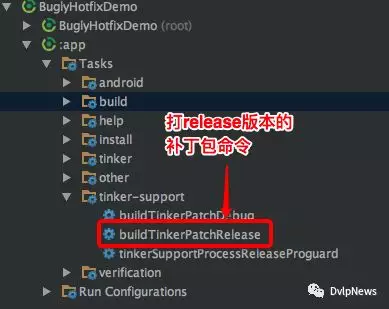 BuglyHotfixDemo
BuglyHotfixDemo (root)
:app
Tasks
android
build
help
install
tinker
other
tinker-support
buildTinkerPatchDebug
buildTinkerPatchRelease
tinkerSupportProcessReleaseProguard
verification
Run Configurations
打release版本的
补丁包命令
DvlpNews